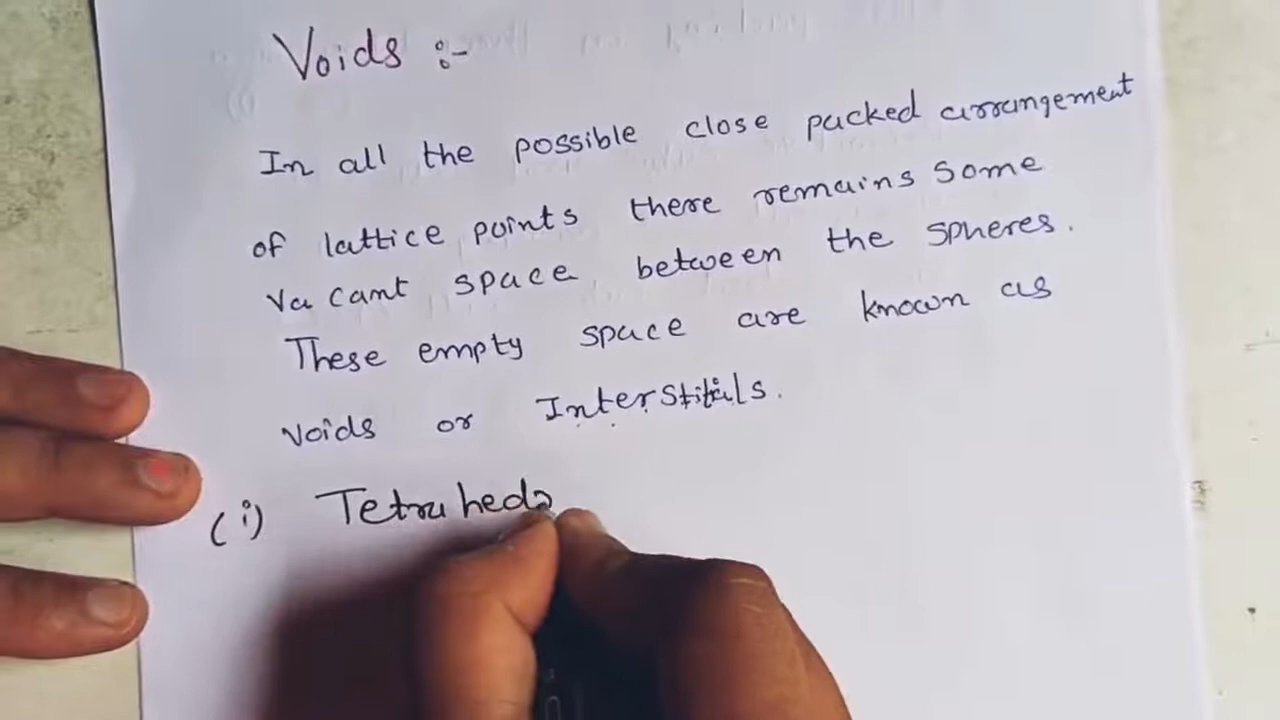 Voids :-
In all the possible close packed arrangement
of lattice points there remains some
vacant space between the spheres.
These empty space are known as
voids or Interstitials.
(i) Tetrahedr